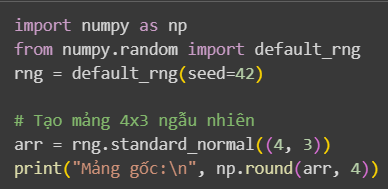 import numpy as np
from numpy.random import default_rng
rng = default_rng(seed=42)
# Tạo mảng 4x3 ngẫu nhiên
arr = rng.standard_normal((4, 3))
print("Mảng gốc:\n", np.round(arr, 4))